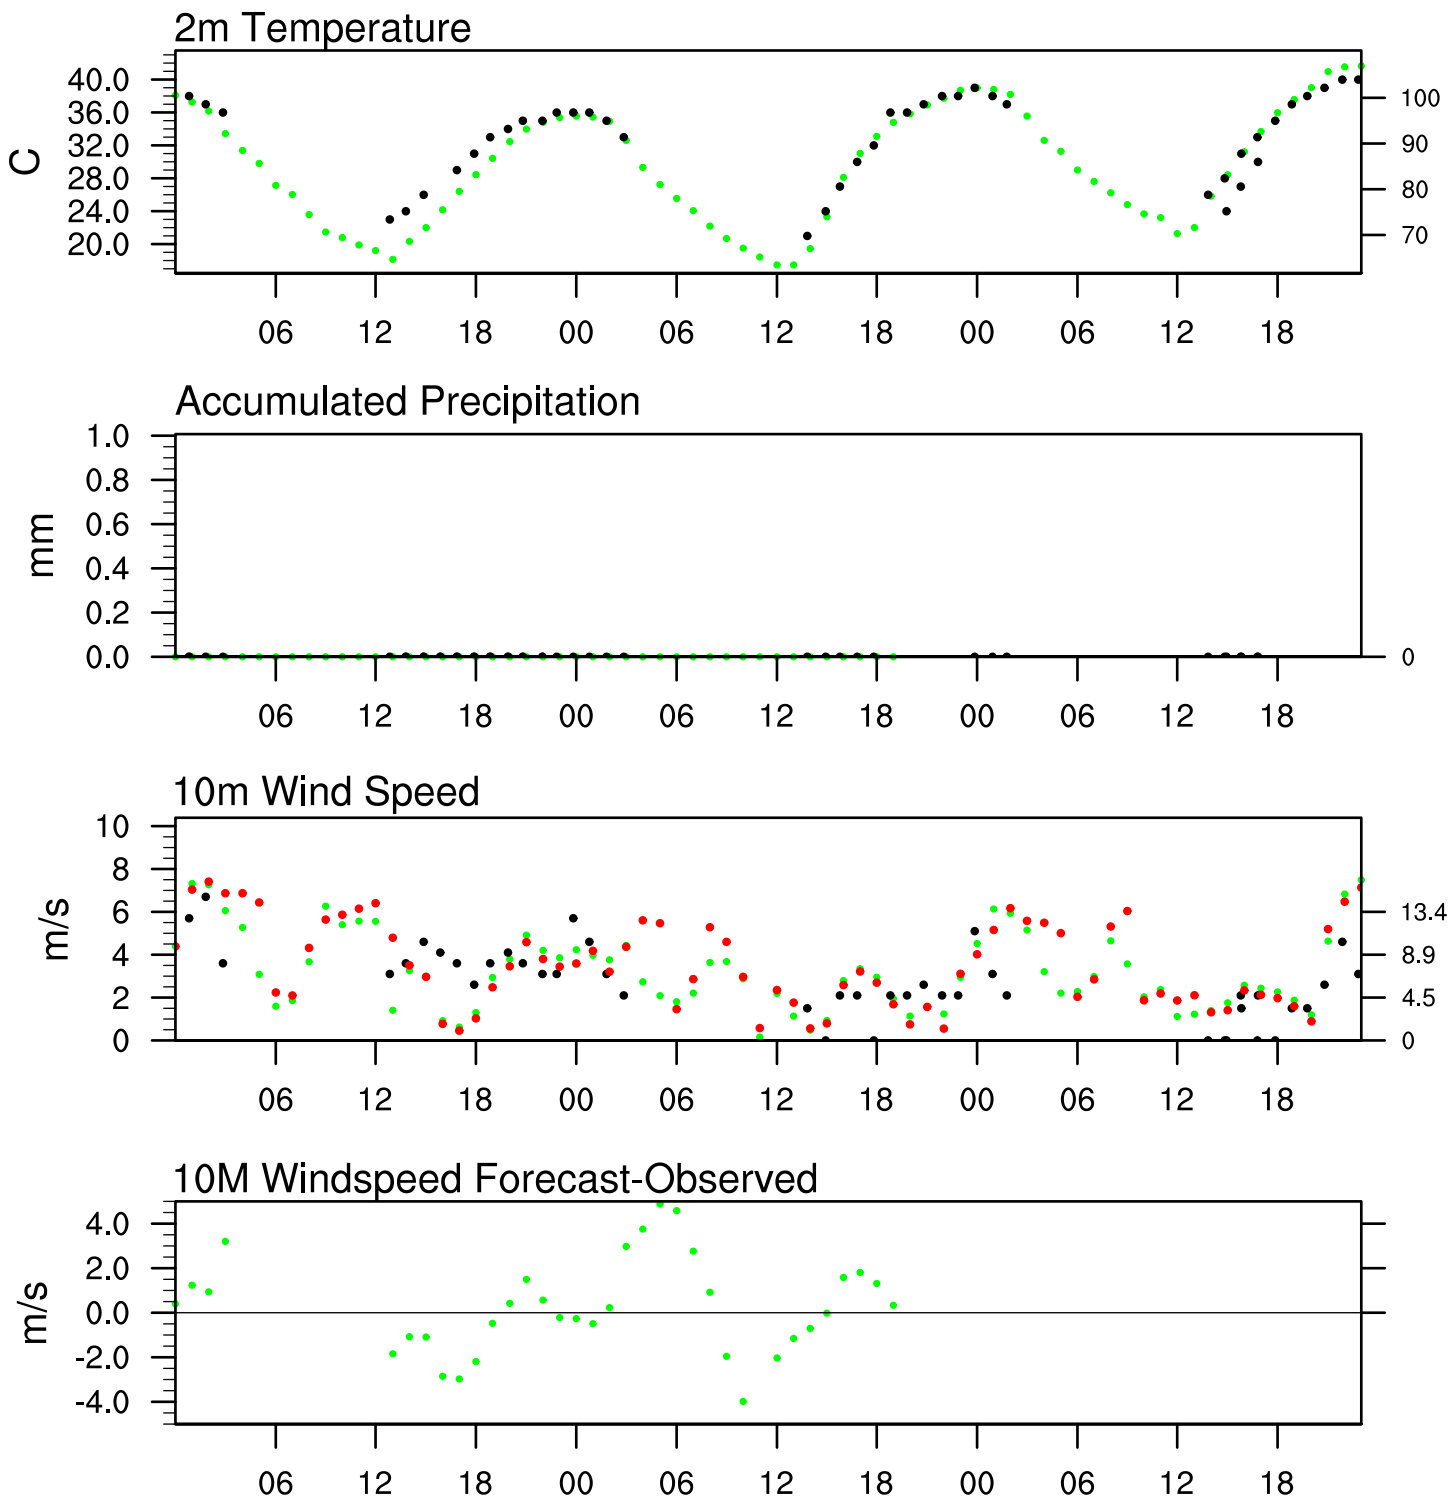 2m Temperature
40.0
36.0
32.0
28.0
24.0
20.0
C
100
90
80
70
06 12 18 00 06 12 18 00 06 12 18
Accumulated Precipitation
1.0
0.8
0.6
0.4
0.2
0.0
mm
0
06 12 18 00 06 12 18 00 06 12 18
10m Wind Speed
10
8
6
4
2
0
m/s
13.4
8.9
4.5
0
06 12 18 00 06 12 18 00 06 12 18
10M Windspeed Forecast-Observed
4.0
2.0
0.0
-2.0
-4.0
m/s
06 12 18 00 06 12 18 00 06 12 18